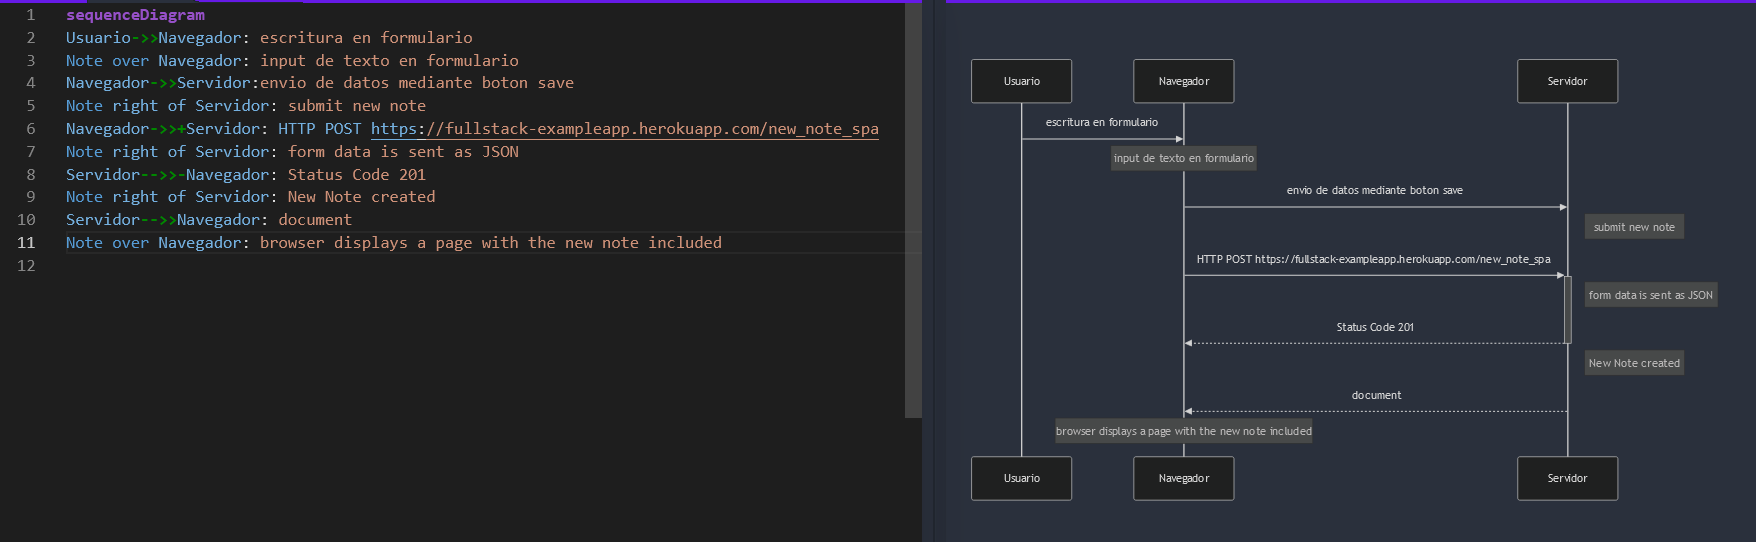 1 sequenceDiagram
2 Usuario->>Navegador: escritura en formulario
3 Note over Navegador: input de texto en formulario
4 Navegador->>Servidor:envio de datos mediante boton save
5 Note right of Servidor: submit new note
6 Navegador->>+Servidor: HTTP POST https://fullstack-exampleapp.herokuapp.com/new_note_spa
7 Note right of Servidor: form data is sent as JSON
8 Servidor-->>-Navegador: Status Code 201
9 Note right of Servidor: New Note created
10 Servidor-->>Navegador: document
11 Note over Navegador: browser displays a page with the new note included
12
Usuario Navegador Servidor
escritura en formulario
input de texto en formulario
envio de datos mediante boton save
submit new note
HTTP POST https://fullstack-exampleapp.herokuapp.com/new_note_spa
form data is sent as JSON
Status Code 201
New Note created
document
browser displays a page with the new note included
Usuario Navegador Servidor